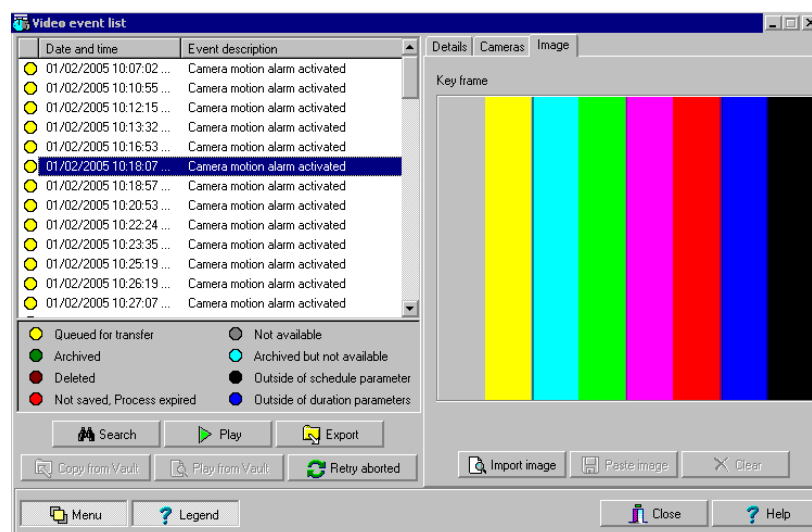 Video event list
Date and time Event description
01/02/2005 10:07:02 ... Camera motion alarm activated
01/02/2005 10:10:55 ... Camera motion alarm activated
01/02/2005 10:12:15 ... Camera motion alarm activated
01/02/2005 10:13:32 ... Camera motion alarm activated
01/02/2005 10:16:53 ... Camera motion alarm activated
01/02/2005 10:18:07 ... Camera motion alarm activated
01/02/2005 10:18:57 ... Camera motion alarm activated
01/02/2005 10:20:53 ... Camera motion alarm activated
01/02/2005 10:22:24 ... Camera motion alarm activated
01/02/2005 10:23:35 ... Camera motion alarm activated
01/02/2005 10:25:19 ... Camera motion alarm activated
01/02/2005 10:26:19 ... Camera motion alarm activated
01/02/2005 10:27:07 ... Camera motion alarm activated
Queued for transfer Not available
Archived Archived but not available
Deleted Outside of schedule parameter
Not saved, Process expired Outside of duration parameters
Search Play Export
Copy from Vault Play from Vault Retry aborted
Details Cameras Image
Key frame
Import image Paste image Clear
Menu Legend Close Help